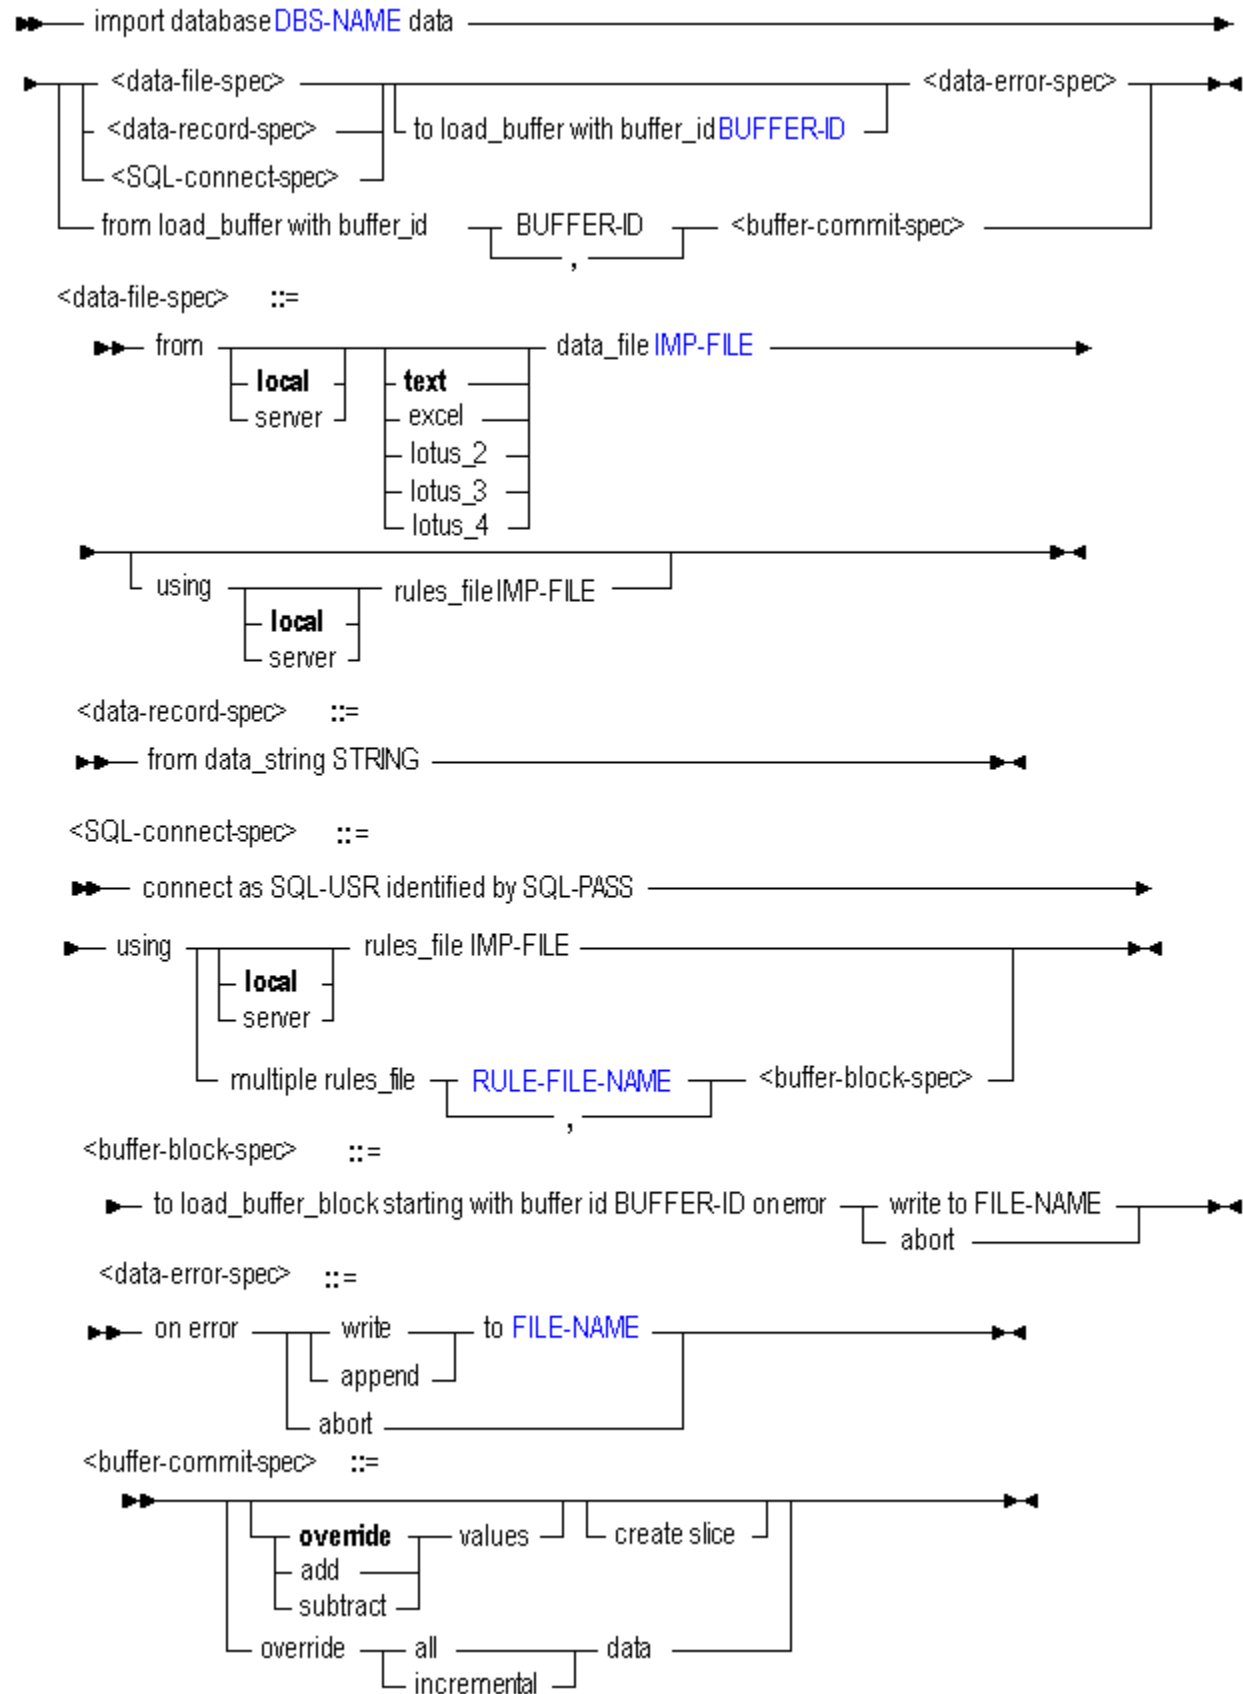 import database DBS-NAME data
<data-file-spec> <data-error-spec>
<data-record-spec> to load_buffer with buffer_id BUFFER-ID
<SQL-connect-spec>
from load_buffer with buffer_id BUFFER-ID <buffer-commit-spec>
,
<data-file-spec> ::=
from data_file IMP-FILE
local text
server excel
lotus_2
lotus_3
lotus_4
using rules_file IMP-FILE
local
server
<data-record-spec> ::=
from data_string STRING
<SQL-connect-spec> ::=
connect as SQL-USR identified by SQL-PASS
using rules_file IMP-FILE
local
server
multiple rules_file RULE-FILE-NAME <buffer-block-spec>
,
<buffer-block-spec> ::=
to load_buffer_block starting with buffer id BUFFER-ID on error write to FILE-NAME
abort
<data-error-spec> ::=
on error write to FILE-NAME
append
abort
<buffer-commit-spec> ::=
override values create slice
add
subtract
override all data
incremental